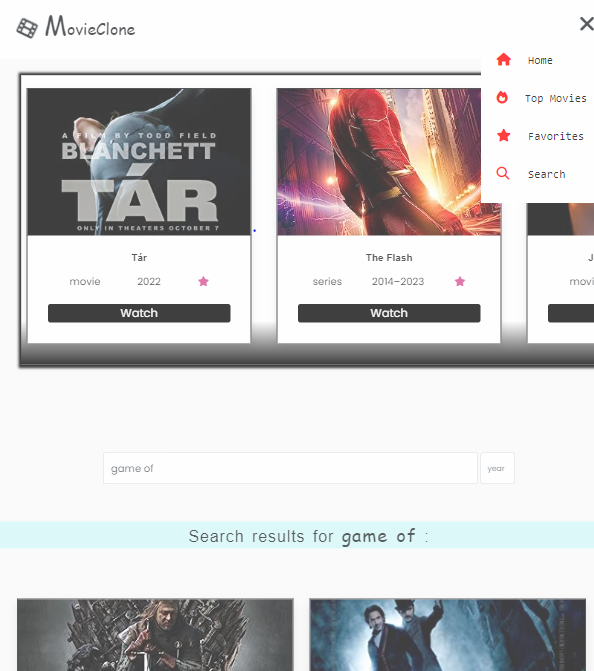 MovieClone
Home
Top Movies
Favorites
Search
A FILM BY TODD FIELD
BLANCHETT
TÁR
ONLY IN THEATERS OCTOBER 7
Tár
movie 2022
Watch
The Flash
series 2014–2023
Watch
game of
year
Search results for game of :